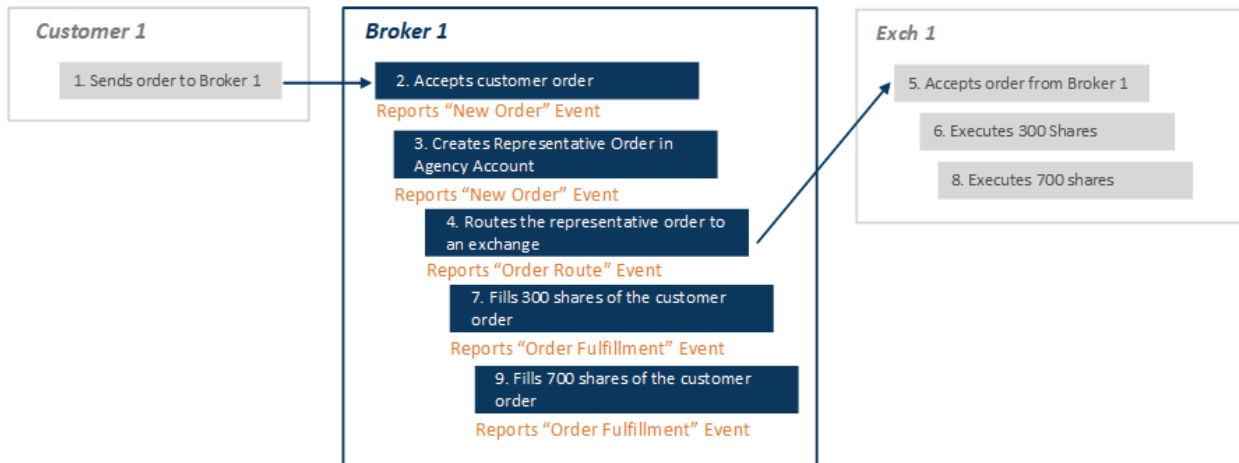 Customer 1
1. Sends order to Broker 1
Broker 1
2. Accepts customer order
Reports “New Order” Event
3. Creates Representative Order in
Agency Account
Reports “New Order” Event
4. Routes the representative order to
an exchange
Reports “Order Route” Event
7. Fills 300 shares of the customer
order
Reports “Order Fulfillment” Event
9. Fills 700 shares of the customer
order
Reports “Order Fulfillment” Event
Exch 1
5. Accepts order from Broker 1
6. Executes 300 Shares
8. Executes 700 shares